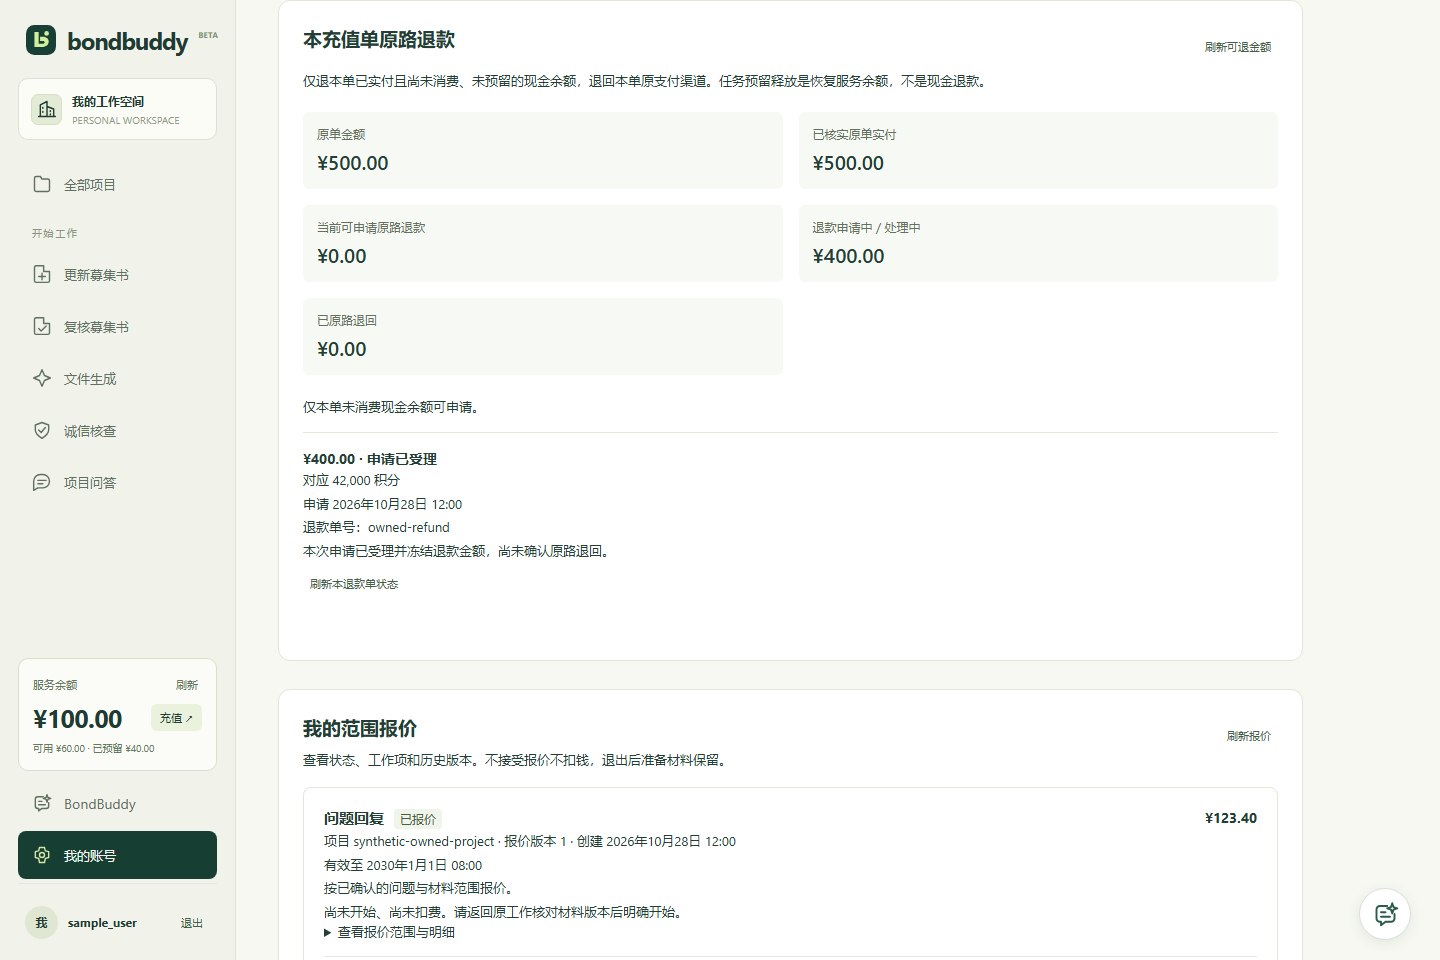 bondbuddy BETA
我的工作空间
PERSONAL WORKSPACE
全部项目
开始工作
更新募集书
复核募集书
文件生成
诚信核查
项目问答
服务余额 刷新
¥100.00 充值↗
可用 ¥60.00 · 已预留 ¥40.00
BondBuddy
我的账号
我 sample_user 退出
本充值单原路退款
刷新可退金额
仅退本单已实付且尚未消费、未预留的现金余额，退回本单原支付渠道。任务预留释放是恢复服务余额，不是现金退款。
原单金额
¥500.00
已核实原单实付
¥500.00
当前可申请原路退款
¥0.00
退款申请中 / 处理中
¥400.00
已原路退回
¥0.00
仅本单未消费现金余额可申请。
¥400.00 · 申请已受理
对应 42,000 积分
申请 2026年10月28日 12:00
退款单号：owned-refund
本次申请已受理并冻结退款金额，尚未确认原路退回。
刷新本退款单状态
我的范围报价
刷新报价
查看状态、工作项和历史版本。不接受报价不扣钱，退出后准备材料保留。
问题回复 已报价 ¥123.40
项目 synthetic-owned-project · 报价版本 1 · 创建 2026年10月28日 12:00
有效至 2030年1月1日 08:00
按已确认的问题与材料范围报价。
尚未开始、尚未扣费。请返回原工作核对材料版本后明确开始。
▶ 查看报价范围与明细